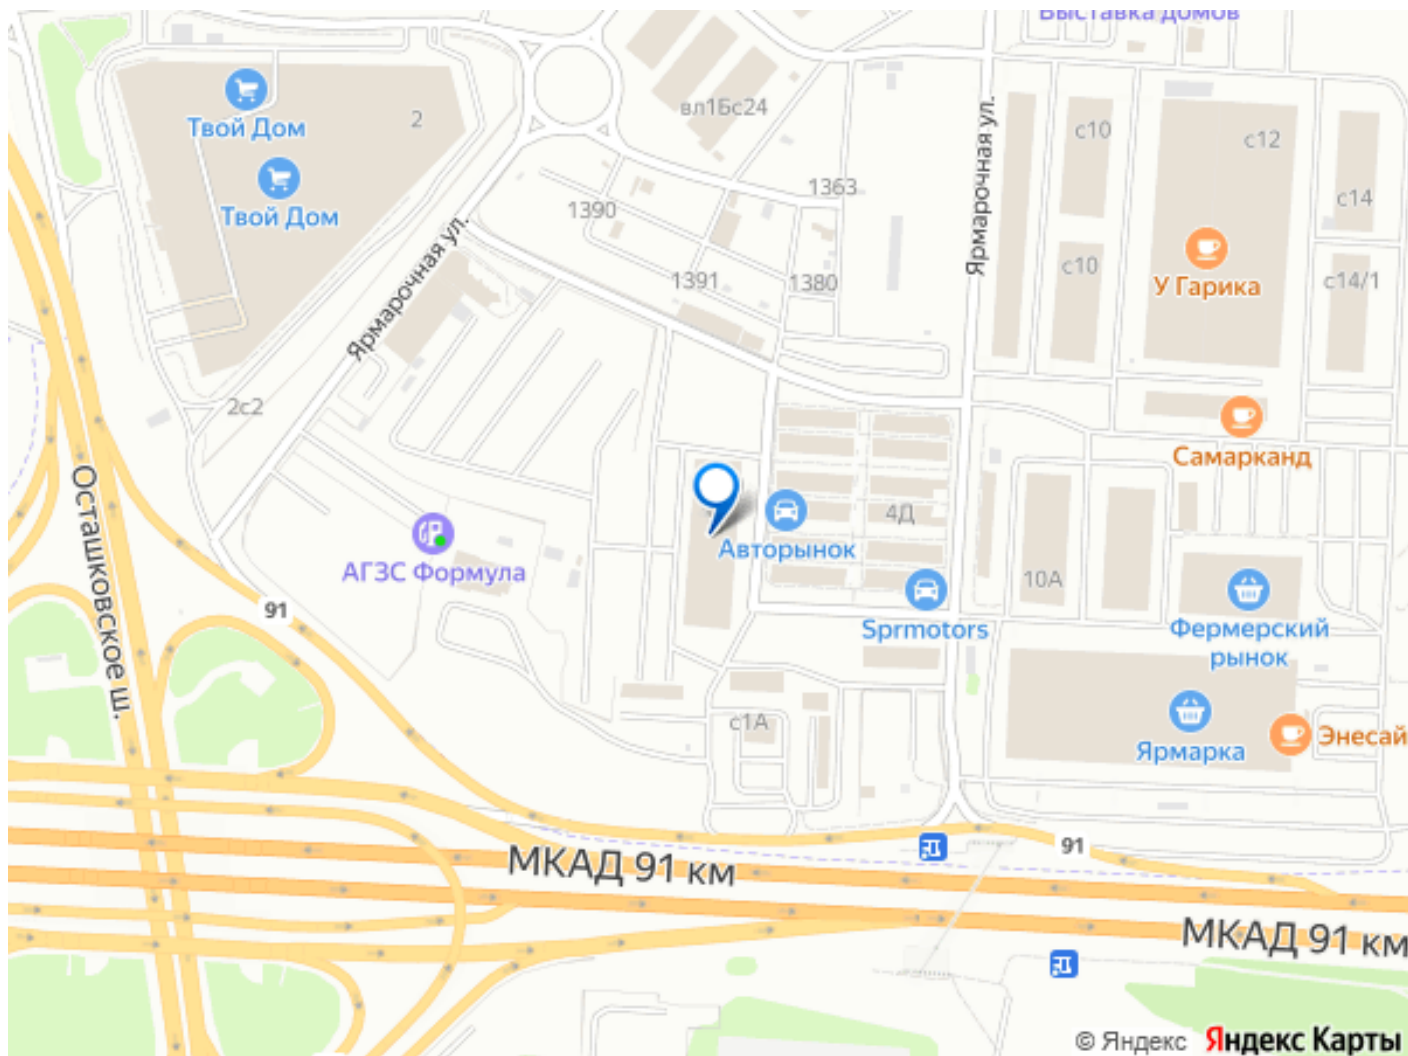 Выставка домов
Твой Дом
2
вл1Бс24
с10
с12
Твой Дом
1390
1363
Ярмарочная ул.
с14
Ярмарочная ул.
1391
1380
с10
У Гарика
с14/1
2с2
Самарканд
Осташковское ш.
АГЗС Формула
Авторынок
4Д
10А
91
Sprmotors
Фермерский
рынок
с1А
Ярмарка
Энесай
91
МКАД 91 км
МКАД 91 км
© Яндекс Яндекс Карты